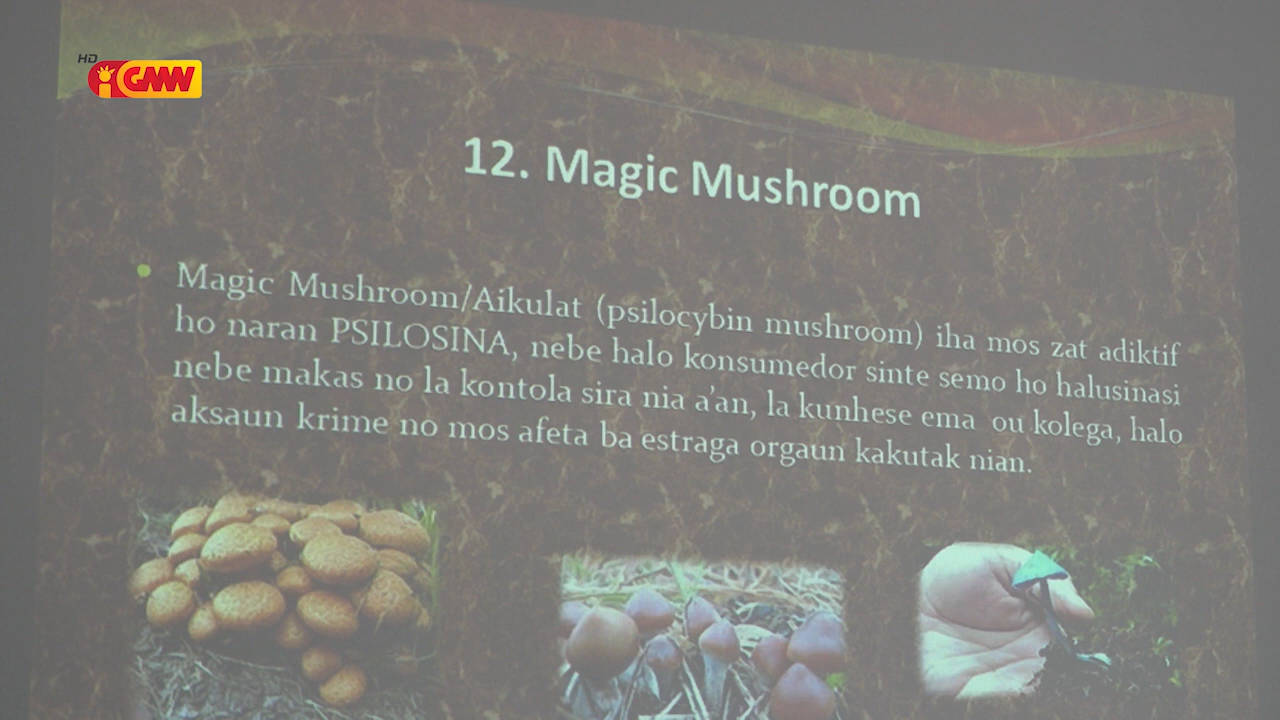 HD
iGMW
12. Magic Mushroom
Magic Mushroom/Aikulat (psilocybin mushroom) iha mos zat adiktif
ho naran PSILOSINA, nebe halo konsumedor sinte semo ho halusinasi
nebe makas no la kontola sira nia a'an, la kunhese ema ou kolega, halo
aksaun krime no mos afeta ba estraga orgaun kakutak nian.